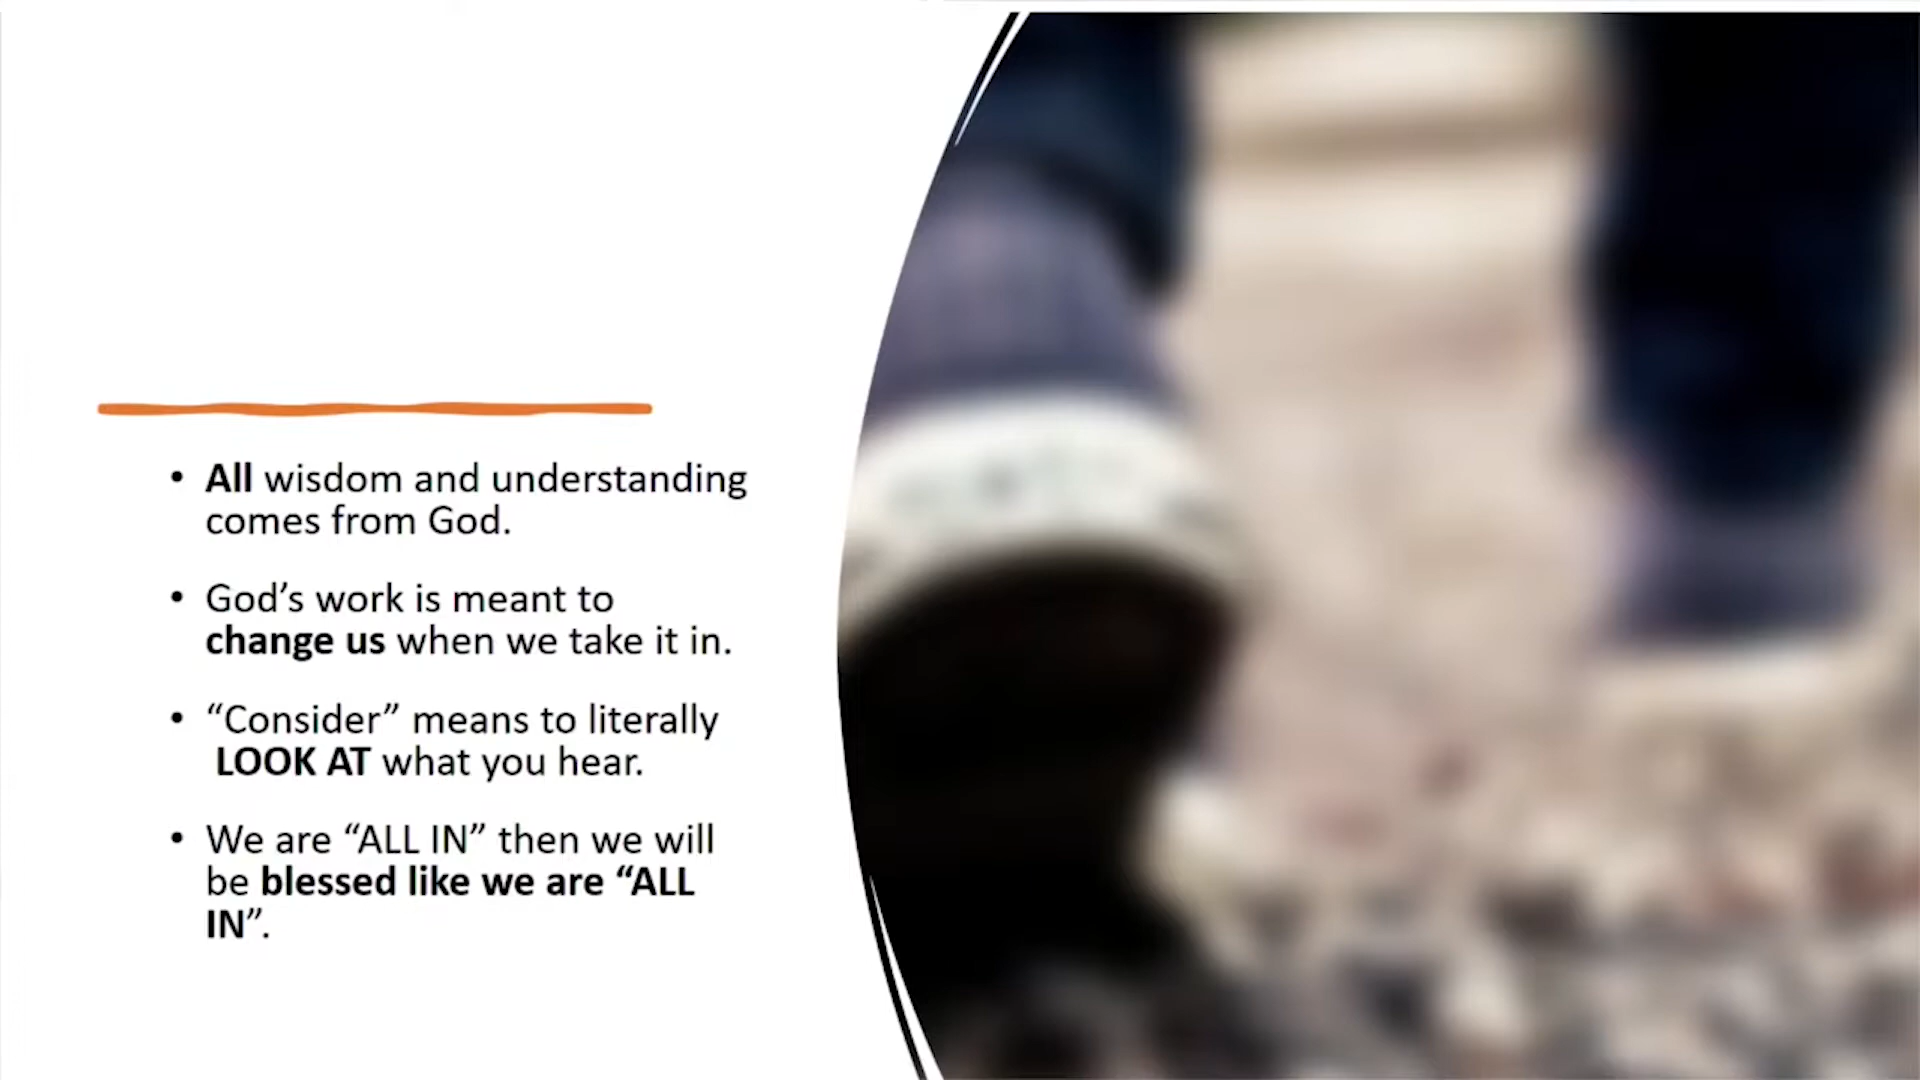 • All wisdom and understanding
comes from God.
• God’s work is meant to
change us when we take it in.
• “Consider” means to literally
LOOK AT what you hear.
• We are “ALL IN” then we will
be blessed like we are “ALL
IN”.